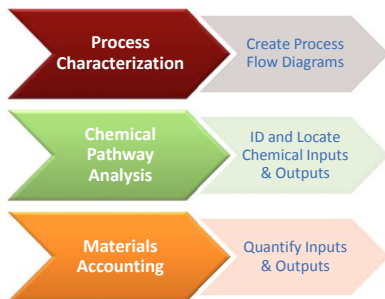 Process
Characterization
Create Process
Flow Diagrams
Chemical
Pathway
Analysis
ID and Locate
Chemical Inputs
& Outputs
Materials
Accounting
Quantify Inputs
& Outputs